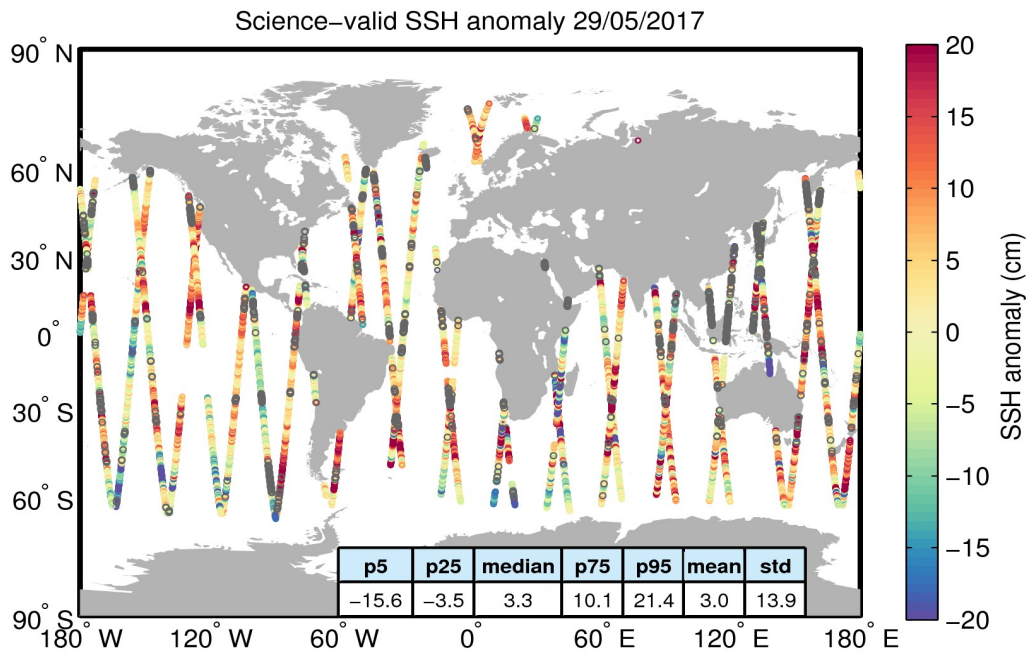 Science−valid SSH anomaly 29/05/2017
90° N
60° N
30° N
0°
30° S
60° S
90° S
180° W
120° W
60° W
0°
60° E
120° E
180° E
p5 p25 median p75 p95 mean std
−15.6 −3.5 3.3 10.1 21.4 3.0 13.9
20
15
10
5
0
−5
−10
−15
−20
SSH anomaly (cm)